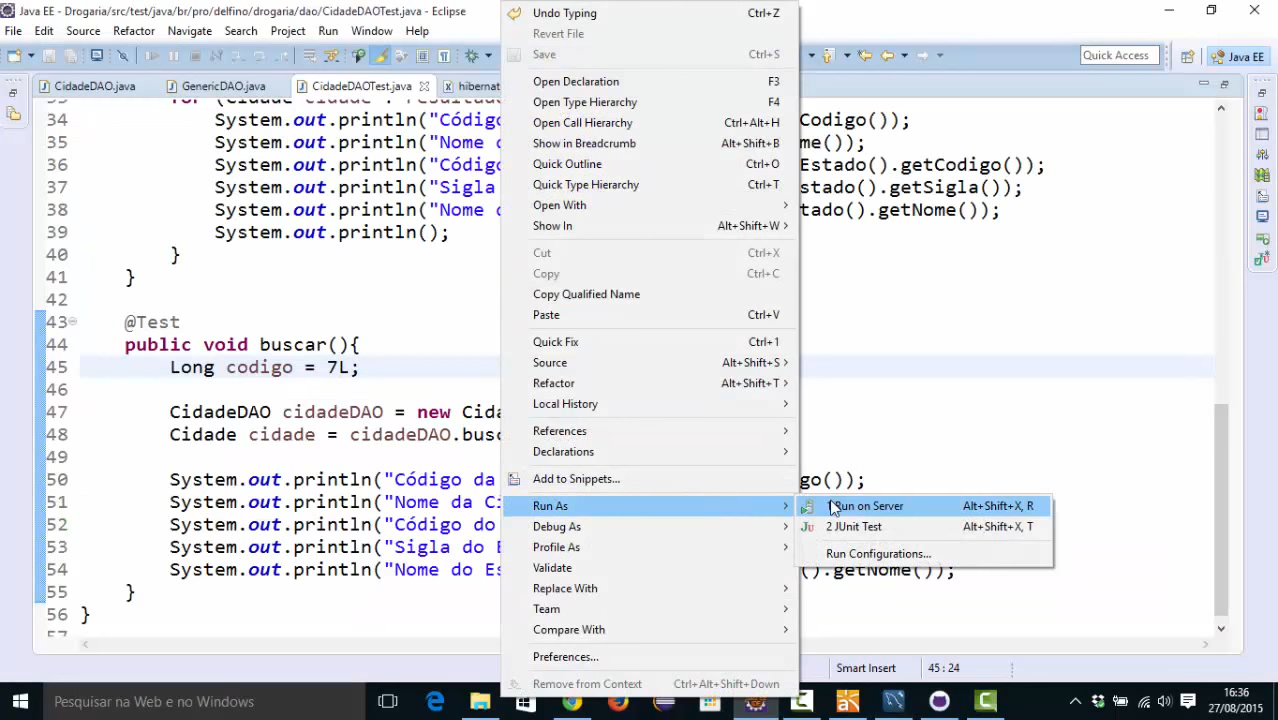 Java EE - Drogaria/src/test/java/br/pro/delfino/drogaria/dao/CidadeDAOTest.java - Eclipse
File Edit Source Refactor Navigate Search Project Run Window Help
Quick Access Java EE
CidadeDAO.java GenericDAO.java CidadeDAOTest.java hibernat
34 System.out.println("Códig Codigo());
35 System.out.println("Nome me());
36 System.out.println("Códig Estado().getCodigo());
37 System.out.println("Sigla stado().getSigla());
38 System.out.println("Nome tado().getNome());
39 System.out.println();
40 }
41 }
42
43 @Test
44 public void buscar(){
45 Long codigo = 7L;
46
47 CidadeDAO cidadeDAO = new Cida
48 Cidade cidade = cidadeDAO.busc
49
50 System.out.println("Código da go());
51 System.out.println("Nome da Ci
52 System.out.println("Código do
53 System.out.println("Sigla do E
54 System.out.println("Nome do Es ().getNome());
55 }
56 }
57
Undo Typing Ctrl+Z
Revert File
Save Ctrl+S
Open Declaration F3
Open Type Hierarchy F4
Open Call Hierarchy Ctrl+Alt+H
Show in Breadcrumb Alt+Shift+B
Quick Outline Ctrl+O
Quick Type Hierarchy Ctrl+T
Open With
Show In Alt+Shift+W
Cut Ctrl+X
Copy Ctrl+C
Copy Qualified Name
Paste Ctrl+V
Quick Fix Ctrl+1
Source Alt+Shift+S
Refactor Alt+Shift+T
Local History
References
Declarations
Add to Snippets...
Run As
Debug As
Profile As
Validate
Replace With
Team
Compare With
Preferences...
Remove from Context Ctrl+Alt+Shift+Down
1 Run on Server Alt+Shift+X, R
2 JUnit Test Alt+Shift+X, T
Run Configurations...
Smart Insert 45 : 24
Pesquisar na Web e no Windows
16:36
27/08/2015